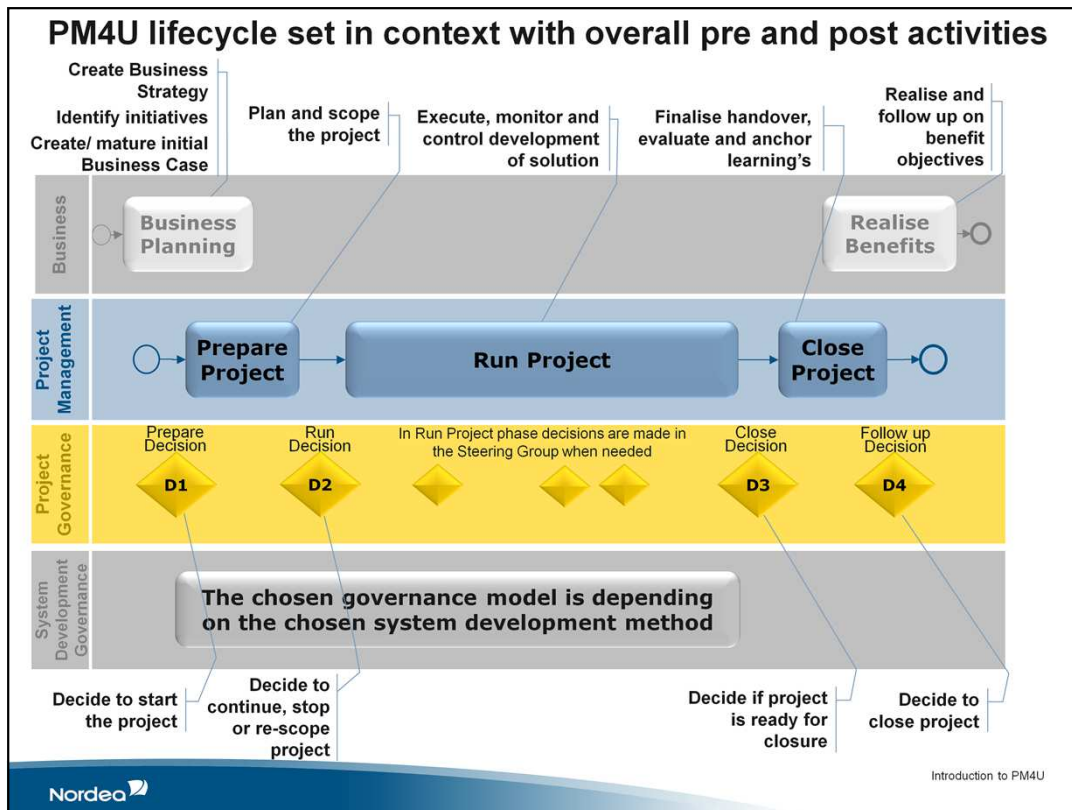 PM4U lifecycle set in context with overall pre and post activities
Create Business
Strategy
Identify initiatives
Create/ mature initial
Business Case
Plan and scope
the project
Execute, monitor and
control development
of solution
Finalise handover,
evaluate and anchor
learning's
Realise and
follow up on
benefit
objectives
Business
Business
Planning
Realise
Benefits
Project
Management
Prepare
Project
Run Project
Close
Project
Project
Governance
Prepare
Decision
D1
Run
Decision
D2
In Run Project phase decisions are made in
the Steering Group when needed
Close
Decision
D3
Follow up
Decision
D4
System
Development
Governance
The chosen governance model is depending
on the chosen system development method
Decide to start
the project
Decide to
continue, stop
or re-scope
project
Decide if project
is ready for
closure
Decide to
close project
Introduction to PM4U
Nordea